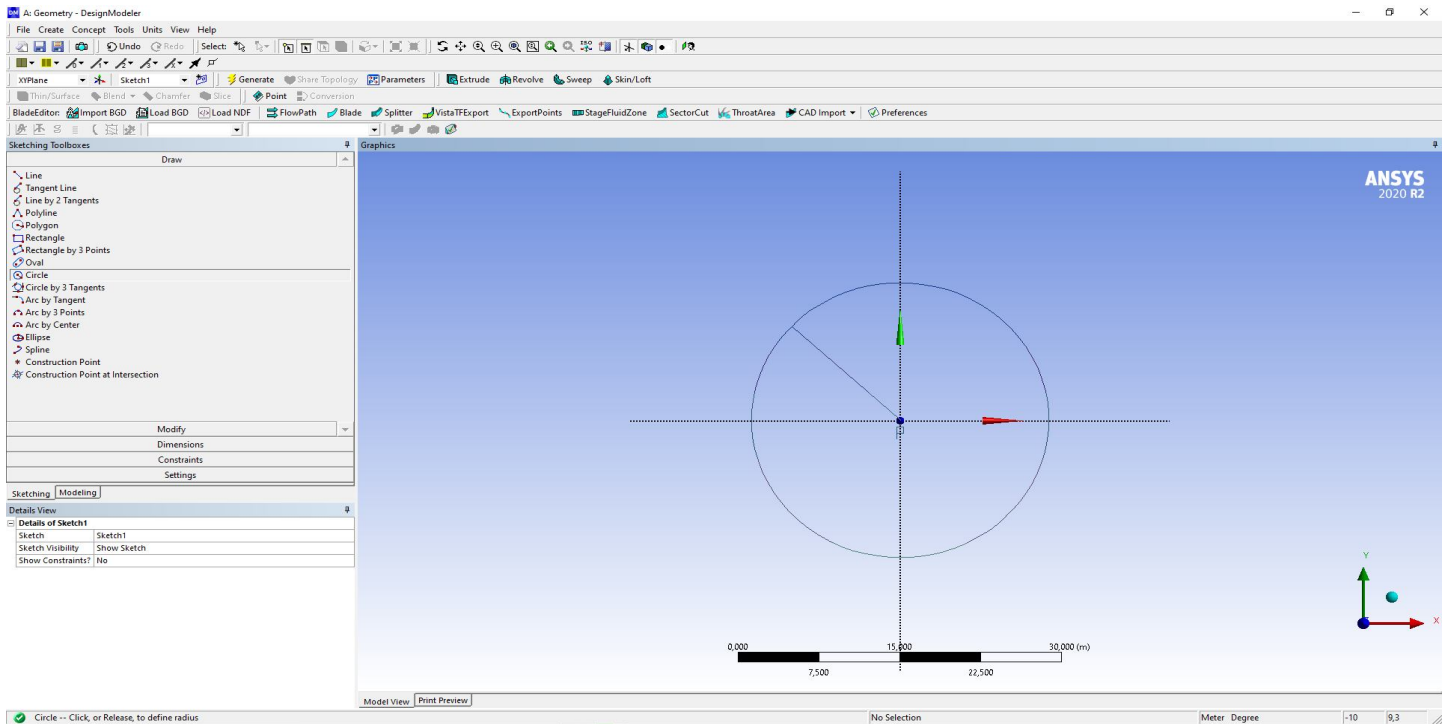 DM A: Geometry - DesignModeler
File Create Concept Tools Units View Help
Undo Redo Select: ISO
XYPlane Sketch1 Generate Share Topology Parameters Extrude Revolve Sweep Skin/Loft
Thin/Surface Blend Chamfer Slice Point Conversion
BladeEditor: Import BGD Load BGD Load NDF FlowPath Blade Splitter VistaTFExport ExportPoints StageFluidZone SectorCut ThroatArea CAD Import Preferences
Sketching Toolboxes
Draw
Line
Tangent Line
Line by 2 Tangents
Polyline
Polygon
Rectangle
Rectangle by 3 Points
Oval
Circle
Circle by 3 Tangents
Arc by Tangent
Arc by 3 Points
Arc by Center
Ellipse
Spline
Construction Point
Construction Point at Intersection
Modify
Dimensions
Constraints
Settings
Sketching Modeling
Details View
Details of Sketch1
Sketch Sketch1
Sketch Visibility Show Sketch
Show Constraints? No
Graphics
ANSYS
2020 R2
Y
X
0,000 15,000 30,000 (m)
7,500 22,500
Model View Print Preview
Circle -- Click, or Release, to define radius No Selection Meter Degree -10 9,3